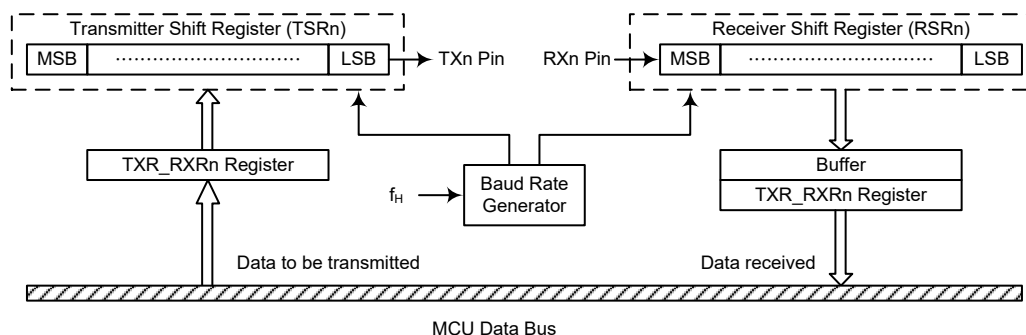 Transmitter Shift Register (TSRn)
MSB ………………………… LSB
TXn Pin
RXn Pin
Receiver Shift Register (RSRn)
MSB ………………………… LSB
TXR_RXRn Register
fH
Baud Rate
Generator
Buffer
TXR_RXRn Register
Data to be transmitted
Data received
MCU Data Bus